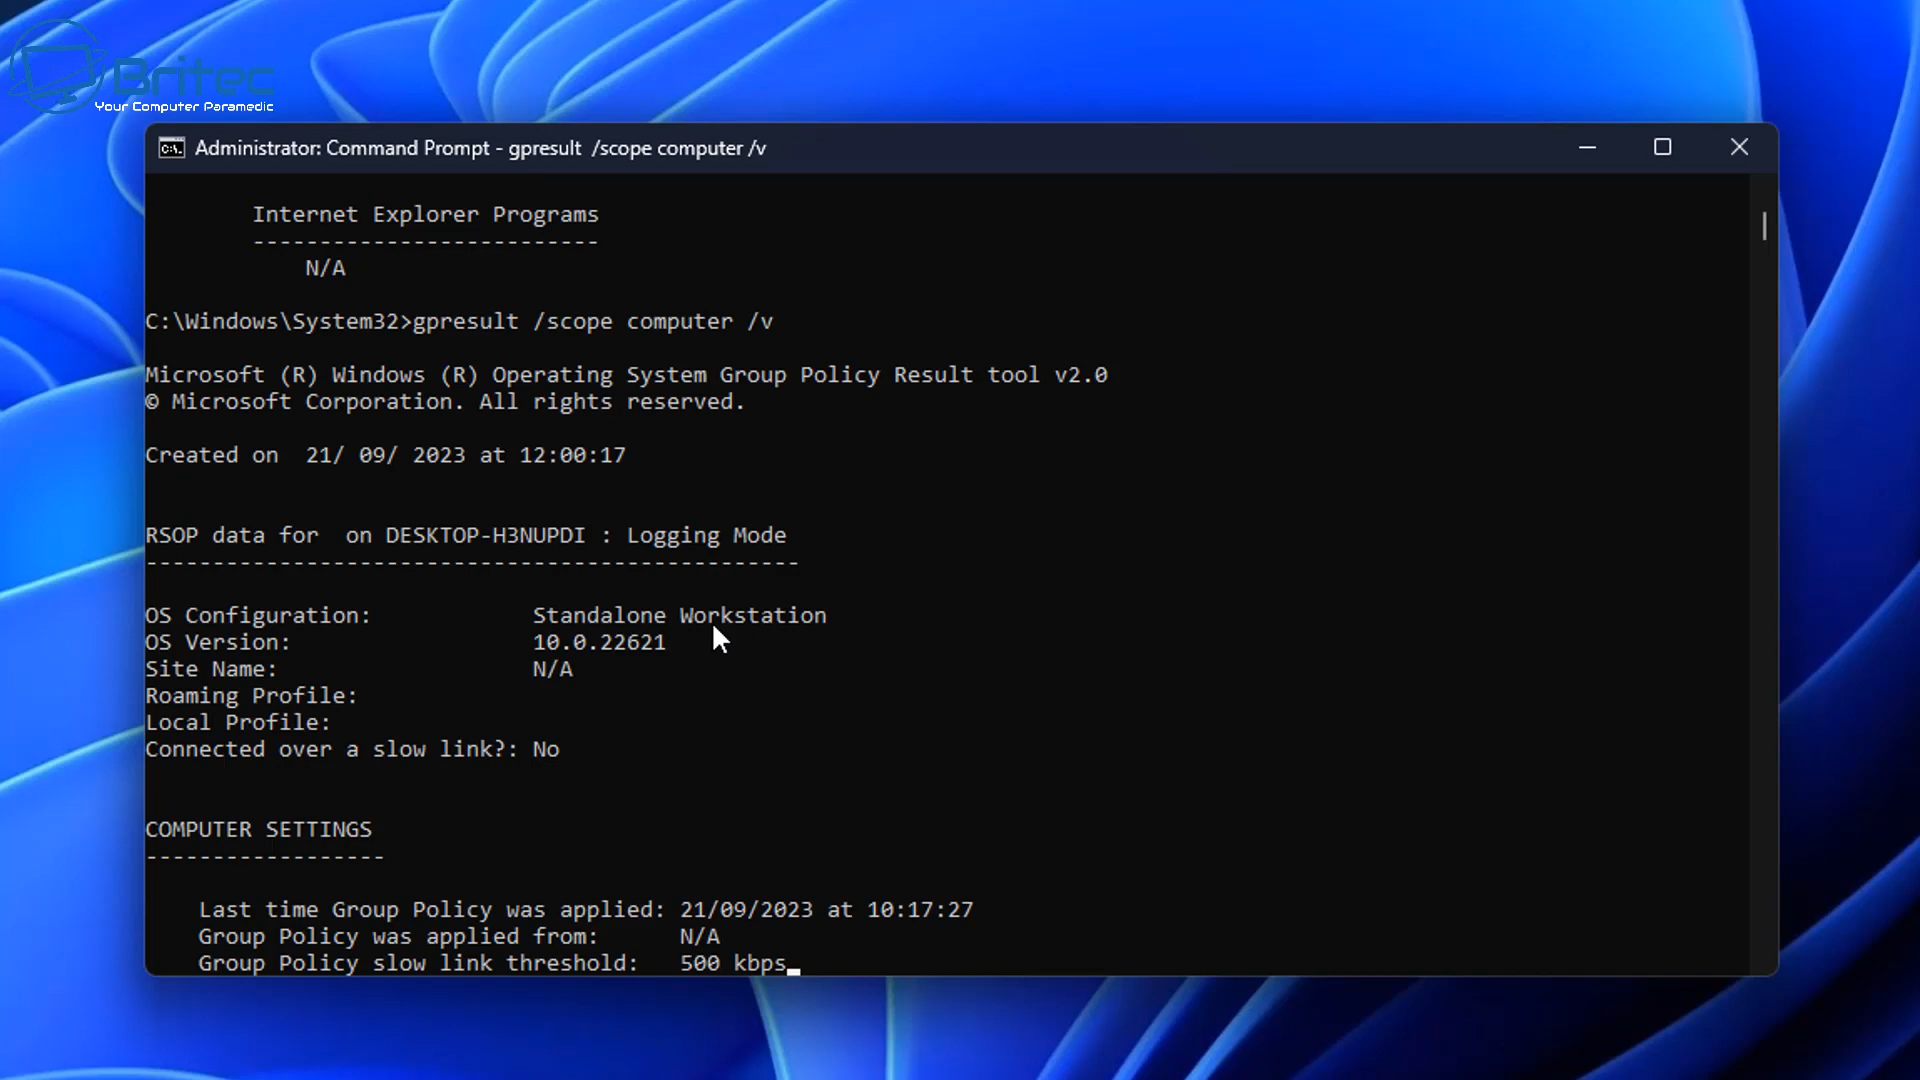 Britec
Your Computer Paramedic
Administrator: Command Prompt - gpresult /scope computer /v
Internet Explorer Programs
--------------------------
N/A
C:\Windows\System32>gpresult /scope computer /v
Microsoft (R) Windows (R) Operating System Group Policy Result tool v2.0
© Microsoft Corporation. All rights reserved.
Created on  21/ 09/ 2023 at 12:00:17
RSOP data for  on DESKTOP-H3NUPDI : Logging Mode
-------------------------------------------------
OS Configuration:            Standalone Workstation
OS Version:                  10.0.22621
Site Name:                   N/A
Roaming Profile:
Local Profile:
Connected over a slow link?: No
COMPUTER SETTINGS
------------------
Last time Group Policy was applied: 21/09/2023 at 10:17:27
Group Policy was applied from:      N/A
Group Policy slow link threshold:   500 kbps